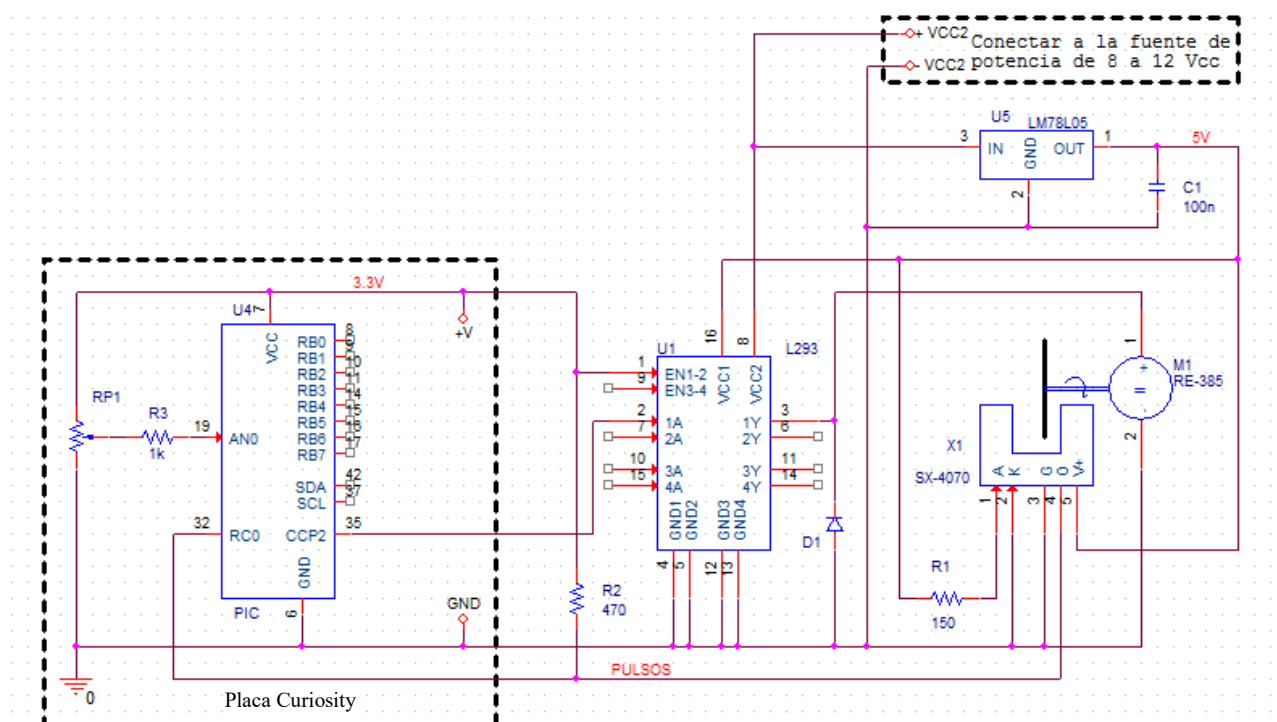 + VCC2
- VCC2
Conectar a la fuente de
potencia de 8 a 12 Vcc
U5
LM78L05
3
IN
GND
OUT
1
5V
2
C1
100n
3.3V
U4
7
VCC
+V
RB0
8
RB1
9
RB2
10
RB3
11
RB4
14
RB5
15
RB6
16
RB7
17
RP1
R3
1k
19
AN0
SDA
42
SCL
37
32
RC0
CCP2
35
GND
6
PIC
GND
0
Placa Curiosity
R2
470
PULSOS
U1
L293
16
8
VCC1
VCC2
1
EN1-2
9
EN3-4
2
1A
7
2A
10
3A
15
4A
1Y
3
2Y
6
3Y
11
4Y
14
GND1
GND2
GND3
GND4
4
5
12
13
D1
1
+
=
-
M1
RE-385
2
X1
SX-4070
A
K
G
O
V+
1
2
3
4
5
R1
150